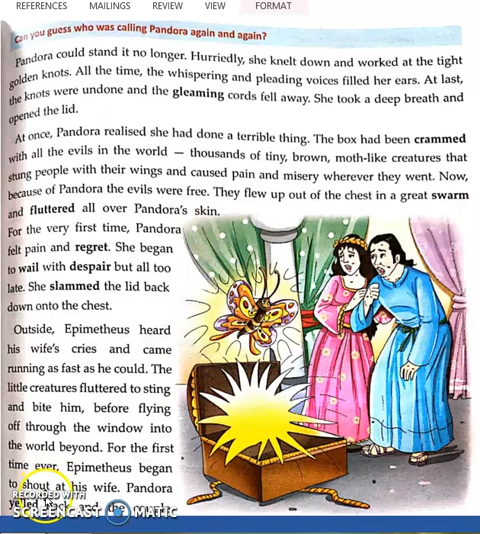 REFERENCES MAILINGS REVIEW VIEW FORMAT
Can you guess who was calling Pandora again and again?
Pandora could stand it no longer. Hurriedly, she knelt down and worked at the tight
golden knots. All the time, the whispering and pleading voices filled her ears. At last,
the knots were undone and the gleaming cords fell away. She took a deep breath and
opened the lid.
At once, Pandora realised she had done a terrible thing. The box had been crammed
with all the evils in the world — thousands of tiny, brown, moth-like creatures that
stung people with their wings and caused pain and misery wherever they went. Now,
because of Pandora the evils were free. They flew up out of the chest in a great swarm
and fluttered all over Pandora's skin.
For the very first time, Pandora
felt pain and regret. She began
to wail with despair but all too
late. She slammed the lid back
down onto the chest.
Outside, Epimetheus heard
his wife's cries and came
running as fast as he could. The
little creatures fluttered to sting
and bite him, before flying
off through the window into
the world beyond. For the first
time ever, Epimetheus began
to shout at his wife. Pandora
yelled back and the
RECORDED WITH
SCREENCAST MATIC